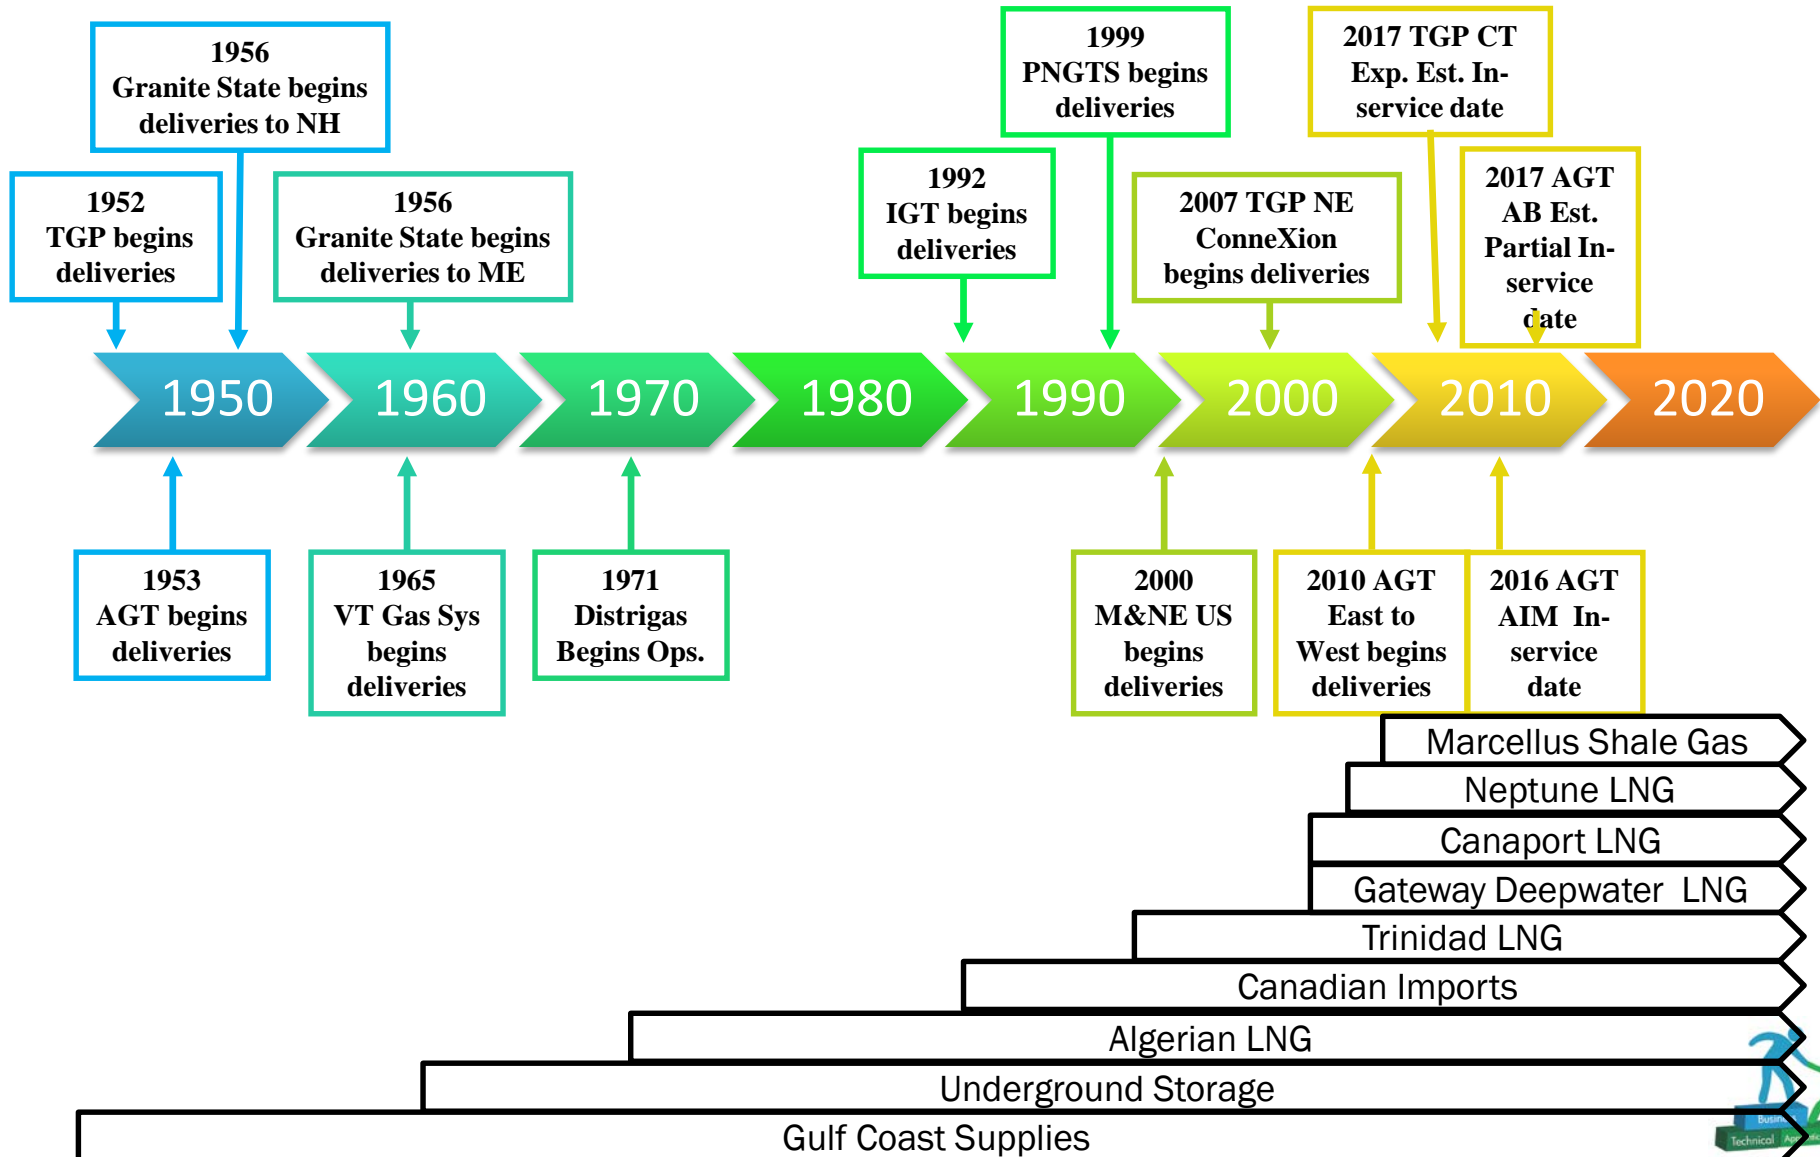 1956
Granite State begins
deliveries to NH
1999
PNGTS begins
deliveries
2017 TGP CT
Exp. Est. In-
service date
1952
TGP begins
deliveries
1956
Granite State begins
deliveries to ME
1992
IGT begins
deliveries
2007 TGP NE
ConneXion
begins deliveries
2017 AGT
AB Est.
Partial In-
service
date
1950
1960
1970
1980
1990
2000
2010
2020
1953
AGT begins
deliveries
1965
VT Gas Sys
begins
deliveries
1971
Distrigas
Begins Ops.
2000
M&NE US
begins
deliveries
2010 AGT
East to
West begins
deliveries
2016 AGT
AIM  In-
service
date
Marcellus Shale Gas
Neptune LNG
Canaport LNG
Gateway Deepwater  LNG
Trinidad LNG
Canadian Imports
Algerian LNG
Underground Storage
Gulf Coast Supplies
Technical